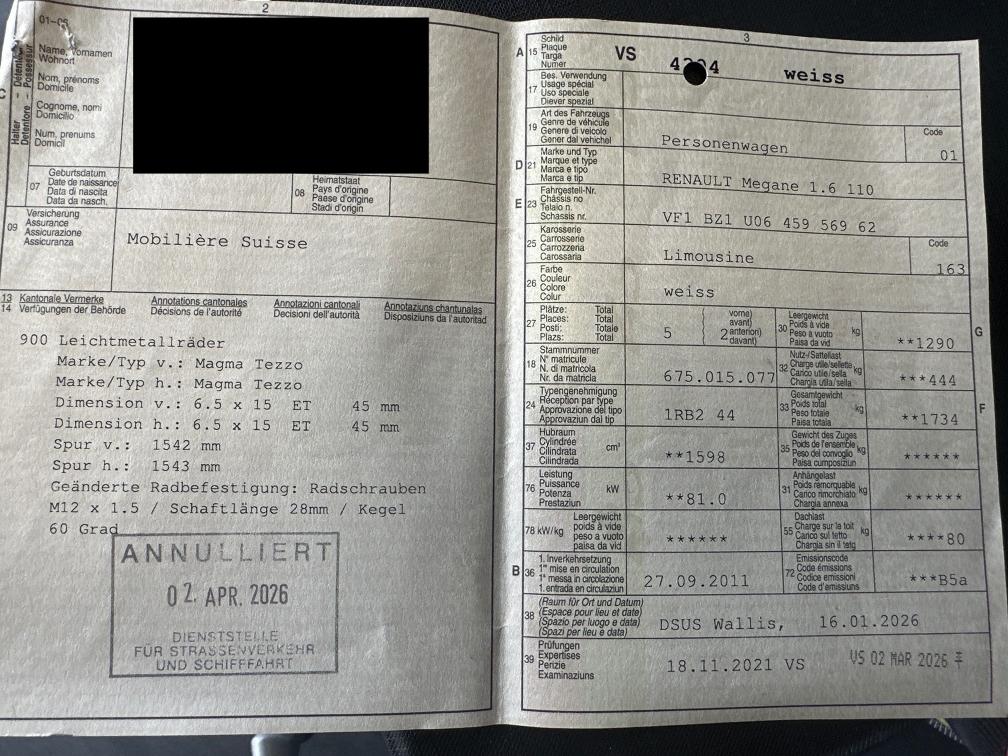 2
01-06
C
Halter Détenteur
Detentore Possessur
Name, Vornamen
Wohnort
Nom, prénoms
Domicile
Cognome, nomi
Domicilio
Num, prenums
Domicil
07 Geburtsdatum
Date de naissance
Data di nascita
Data da nasch.
08 Heimatstaat
Pays d'origine
Paese d'origine
Stadi d'origin
09 Versicherung
Assurance
Assicurazione
Assicuranza
Mobilière Suisse
13 Kantonale Vermerke Annotations cantonales Annotazioni cantonali Annotaziuns chantunalas
14 Verfügungen der Behörde Décisions de l'autorité Decisioni dell'autorità Disposiziuns da l'autoritad
900 Leichtmetallräder
Marke/Typ v.: Magma Tezzo
Marke/Typ h.: Magma Tezzo
Dimension v.: 6.5 x 15 ET 45 mm
Dimension h.: 6.5 x 15 ET 45 mm
Spur v.: 1542 mm
Spur h.: 1543 mm
Geänderte Radbefestigung: Radschrauben
M12 x 1.5 / Schaftlänge 28mm / Kegel
60 Grad
ANNULLIERT
02. APR. 2026
DIENSTSTELLE
FÜR STRASSENVERKEHR
UND SCHIFFFAHRT
3
A 15 Schild
Plaque
Targa
Numer
VS 4 4 weiss
17 Bes. Verwendung
Usage spécial
Uso speciale
Diever spezial
19 Art des Fahrzeugs
Genre de véhicule
Genere di veicolo
Gener dal vehichel
Personenwagen
Code
01
D 21 Marke und Typ
Marque et type
Marca e tipo
Marca e tip
RENAULT Megane 1.6 110
E 23 Fahrgestell-Nr.
Châssis no
Telaio n.
Schassis nr.
VF1 BZ1 U06 459 569 62
25 Karosserie
Carrosserie
Carrozzeria
Carossaria
Limousine
Code
163
26 Farbe
Couleur
Colore
Colur
weiss
27 Plätze: Total
Places: Total
Posti: Totale
Plazs: Total
5 2
vorne)
avant)
anteriori)
davant)
30 Leergewicht
Poids à vide
Peso a vuoto
Paisa da vid
kg
**1290
G
18 Stammnummer
N° matricule
N. di matricola
Nr. da matricla
675.015.077
32 Nutz-/Sattellast
Charge utile/sellette
Carico utile/sella
Chargia utila/sella
kg
***444
24 Typengenehmigung
Réception par type
Approvazione del tipo
Approvaziun dal tip
1RB2 44
33 Gesamtgewicht
Poids total
Peso totale
Paisa totala
kg
**1734
F
37 Hubraum
Cylindrée
Cilindrata
Cilindrada
cm³
**1598
35 Gewicht des Zuges
Poids de l'ensemble
Peso del convoglio
Paisa cumposiziun
kg
******
76 Leistung
Puissance
Potenza
Prestaziun
kW
**81.0
31 Anhängelast
Poids remorquable
Carico rimorchiato
Chargia annexa
kg
******
78 kW/kg Leergewicht
poids à vide
peso a vuoto
paisa da vid
******
55 Dachlast
Charge sur le toit
Carico sul tetto
Chargia sin il tetg
kg
****80
B 36 1. Inverkehrsetzung
1re mise en circulation
1a messa in circolazione
1. entrada en circulaziun
27.09.2011
72 Emissionscode
Code émissions
Codice emissioni
Code d'emissiuns
***B5a
38 (Raum für Ort und Datum)
(Espace pour lieu et date)
(Spazio per luogo e data)
(Spazi per lieu e data)
DSUS Wallis, 16.01.2026
39 Prüfungen
Expertises
Perizie
Examinaziuns
18.11.2021 VS
VS 02 MAR 2026